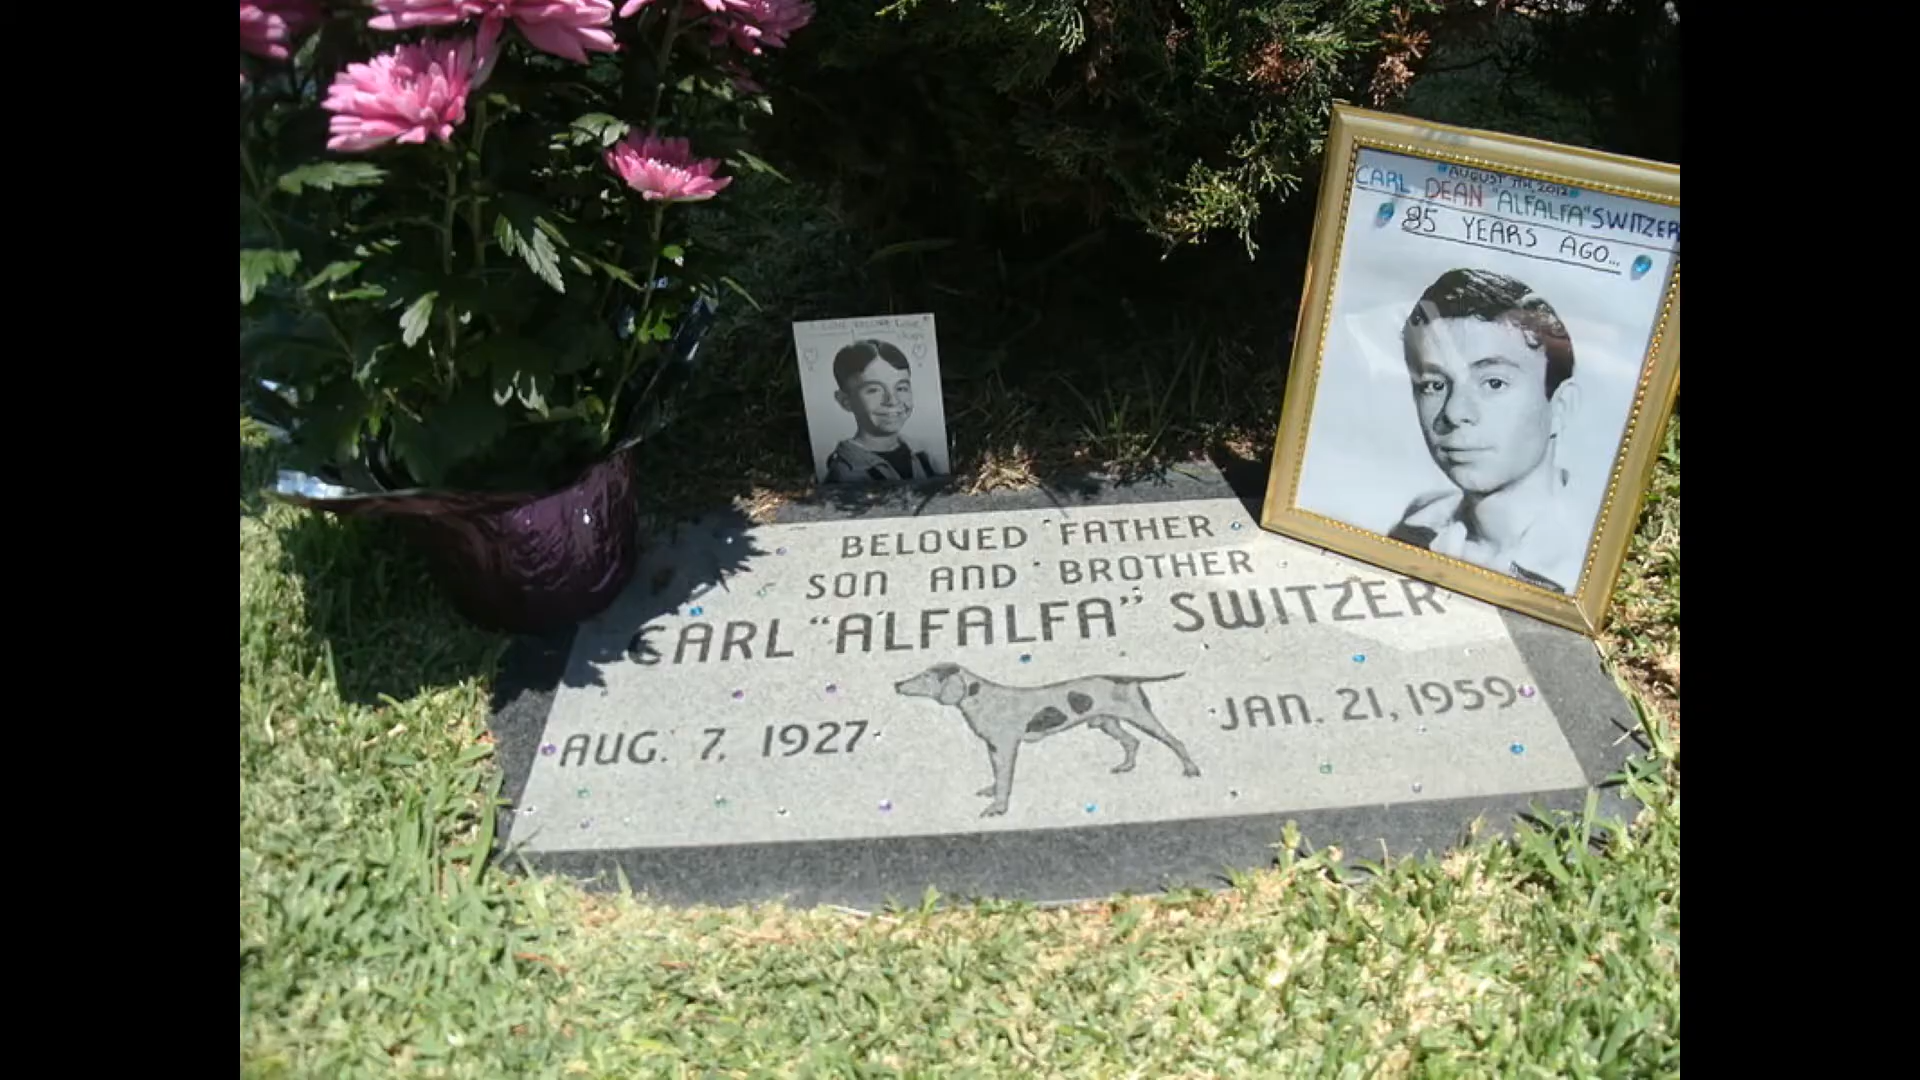 AUGUST 7TH, 2012
CARL DEAN "ALFALFA" SWITZER
85 YEARS AGO...
BELOVED FATHER
SON AND BROTHER
CARL "ALFALFA" SWITZER
AUG. 7, 1927
JAN. 21, 1959